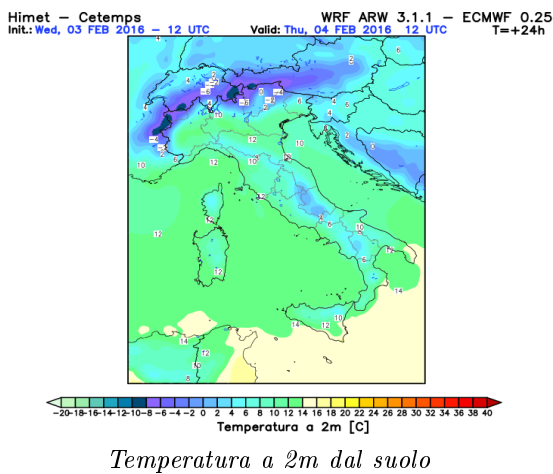 Himet – Cetemps WRF ARW 3.1.1 – ECMWF 0.25
Init.: Wed, 03 FEB 2016 – 12 UTC Valid: Thu, 04 FEB 2016 12 UTC T=+24h
-20 -18 -16 -14 -12 -10 -8 -6 -4 -2 0 2 4 6 8 10 12 14 16 18 20 22 24 26 28 30 32 34 36 38 40
Temperatura a 2m [C]
Temperatura a 2m dal suolo